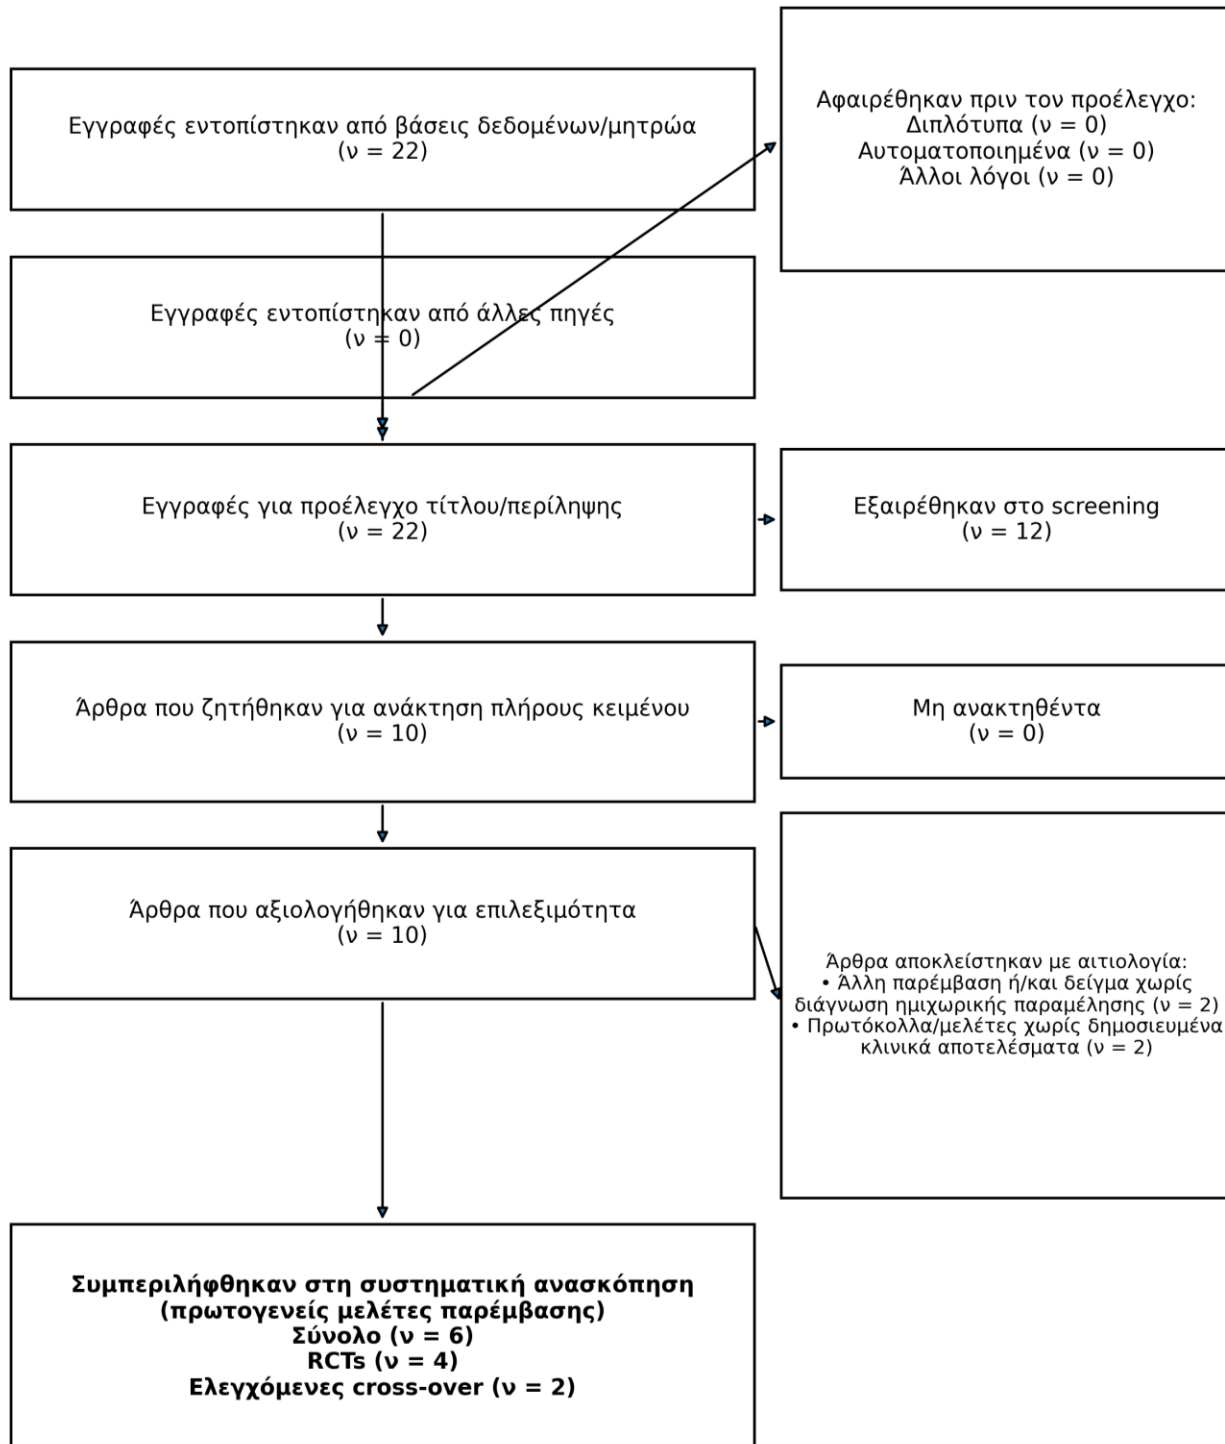 Εγγραφές εντοπίστηκαν από βάσεις δεδομένων/μητρώα
(ν = 22)
Αφαιρέθηκαν πριν τον προέλεγχο:
Διπλότυπα (ν = 0)
Αυτοματοποιημένα (ν = 0)
Άλλοι λόγοι (ν = 0)
Εγγραφές εντοπίστηκαν από άλλες πηγές
(ν = 0)
Εγγραφές για προέλεγχο τίτλου/περίληψης
(ν = 22)
Εξαιρέθηκαν στο screening
(ν = 12)
Άρθρα που ζητήθηκαν για ανάκτηση πλήρους κειμένου
(ν = 10)
Μη ανακτηθέντα
(ν = 0)
Άρθρα που αξιολογήθηκαν για επιλεξιμότητα
(ν = 10)
Άρθρα αποκλείστηκαν με αιτιολογία:
• Άλλη παρέμβαση ή/και δείγμα χωρίς
διάγνωση ημιχωρικής παραμέλησης (ν = 2)
• Πρωτόκολλα/μελέτες χωρίς δημοσιευμένα
κλινικά αποτελέσματα (ν = 2)
Συμπεριλήφθηκαν στη συστηματική ανασκόπηση
(πρωτογενείς μελέτες παρέμβασης)
Σύνολο (ν = 6)
RCTs (ν = 4)
Ελεγχόμενες cross-over (ν = 2)